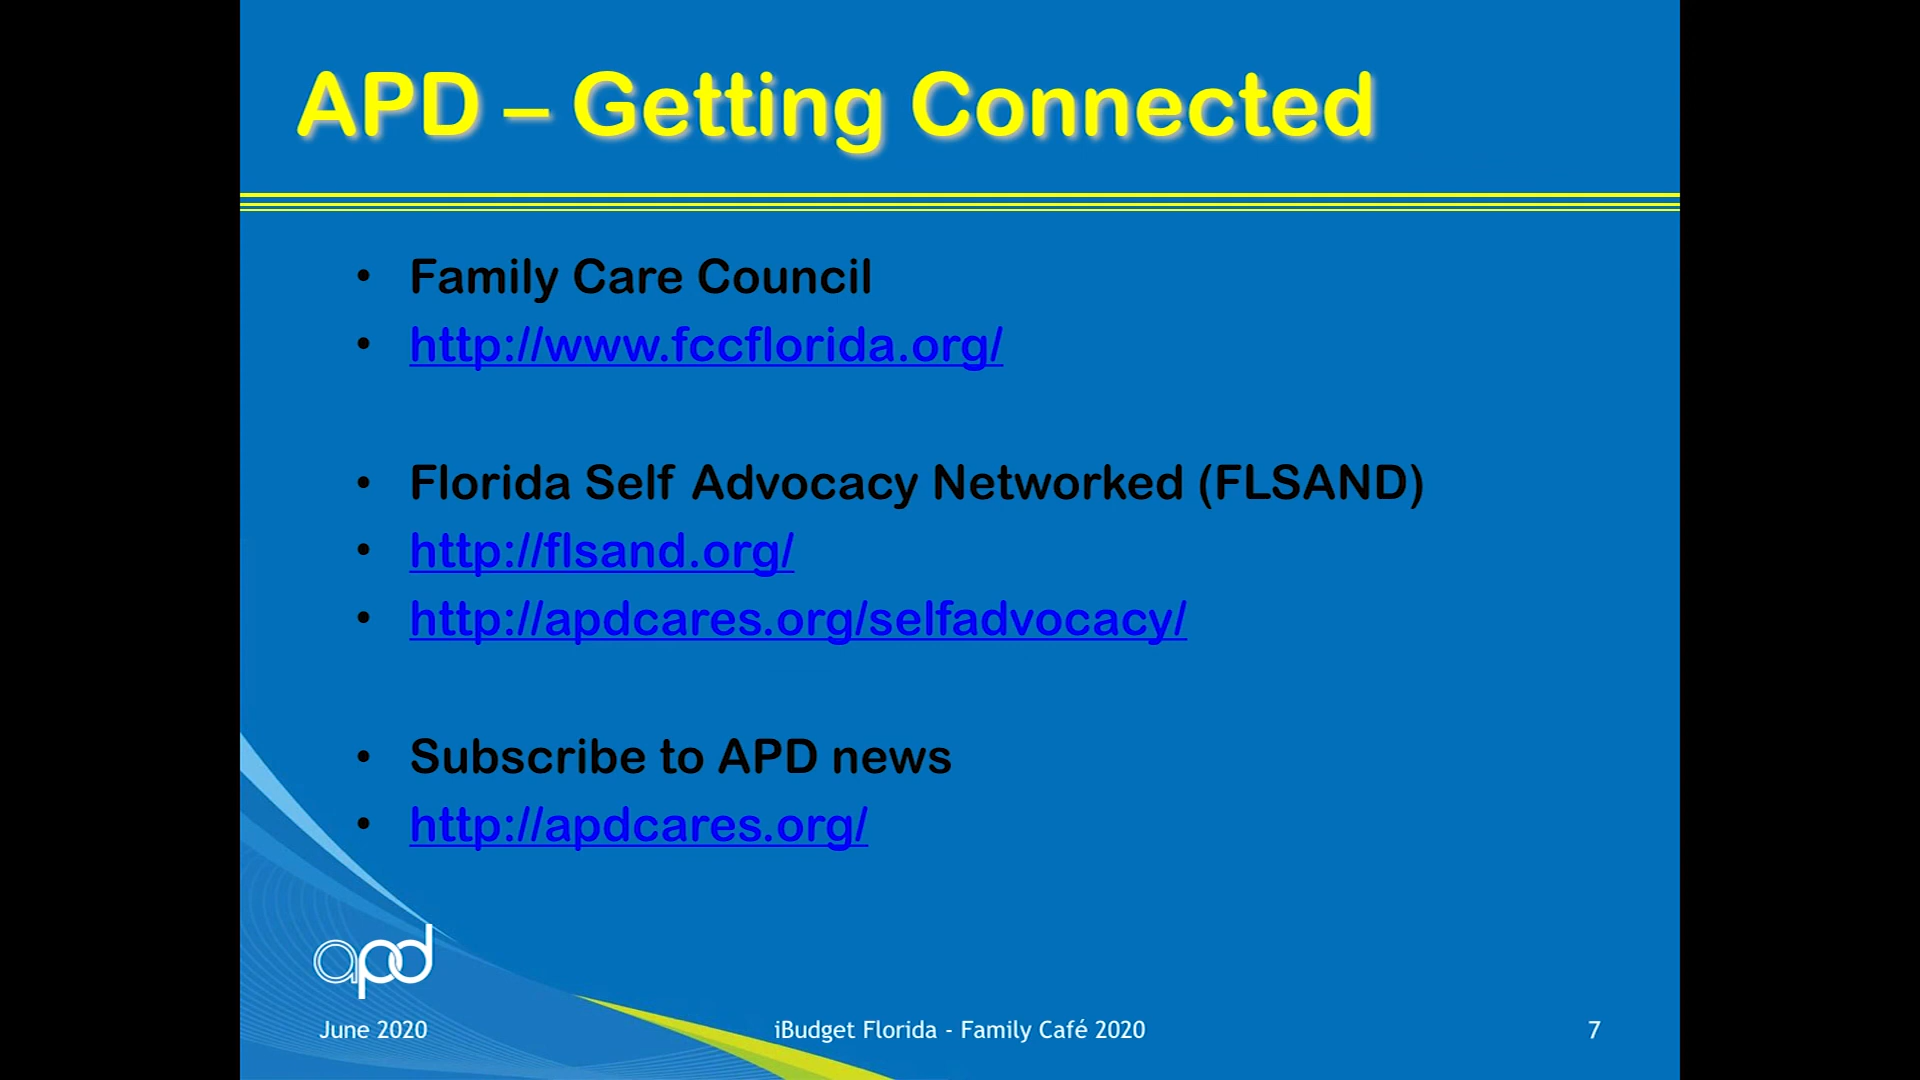 APD – Getting Connected
• Family Care Council
• http://www.fccflorida.org/
• Florida Self Advocacy Networked (FLSAND)
• http://flsand.org/
• http://apdcares.org/selfadvocacy/
• Subscribe to APD news
• http://apdcares.org/
apd
June 2020
iBudget Florida - Family Café 2020
7